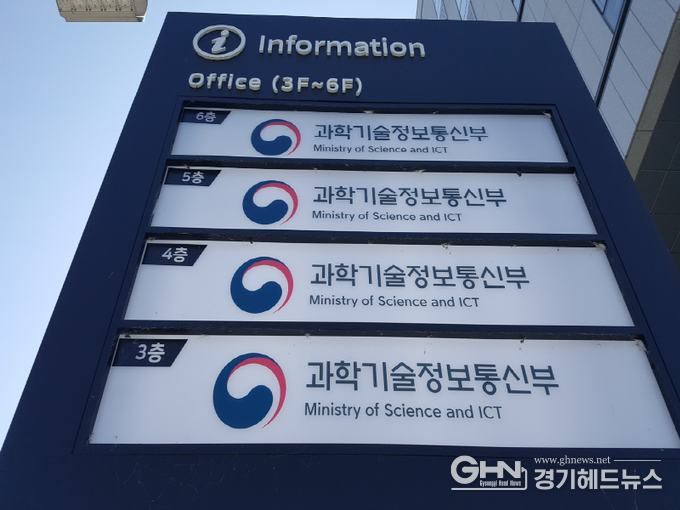 i Information
Office (3F~6F)
6층
과학기술정보통신부
Ministry of Science and ICT
5층
과학기술정보통신부
Ministry of Science and ICT
4층
과학기술정보통신부
Ministry of Science and ICT
3층
과학기술정보통신부
Ministry of Science and ICT
www.ghnews.net
GHN 경기헤드뉴스
Gyeonggi Head News